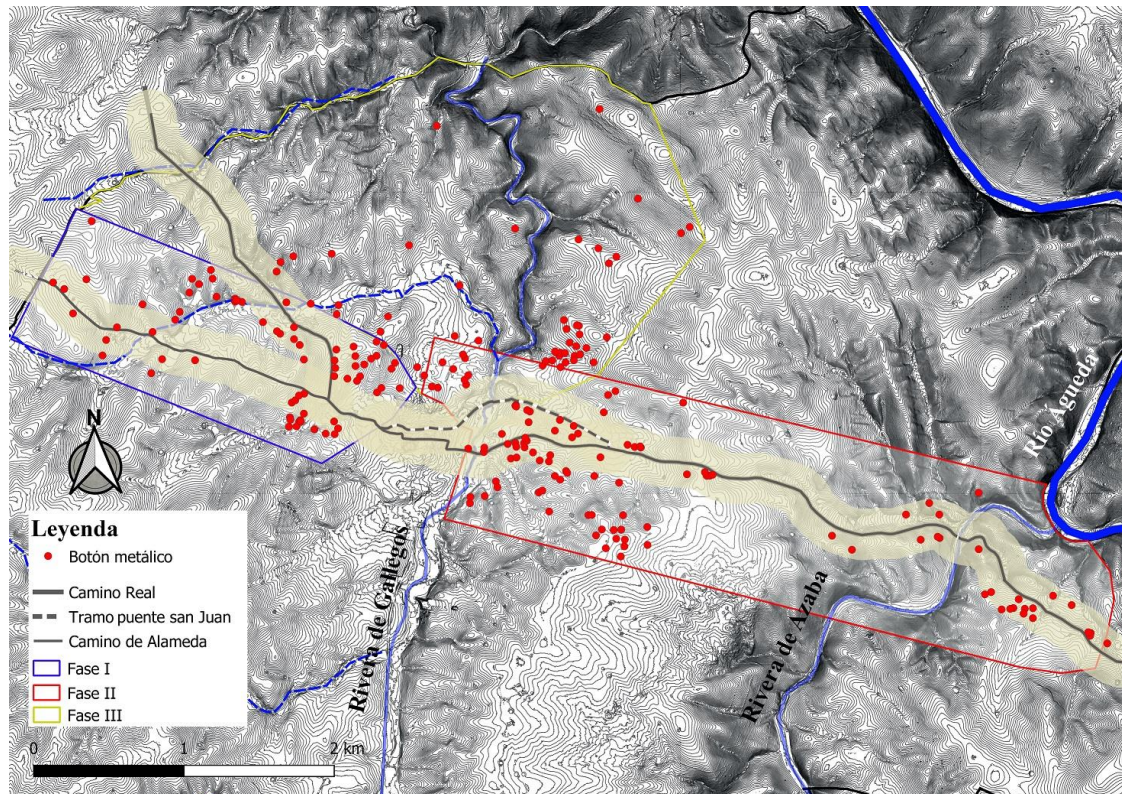 Río Águeda
N
Leyenda
Botón metálico
Camino Real
Tramo puente san Juan
Camino de Alameda
Fase I
Fase II
Fase III
Rivera de Gallegos
Rivera de Azaba
0 1 2 km